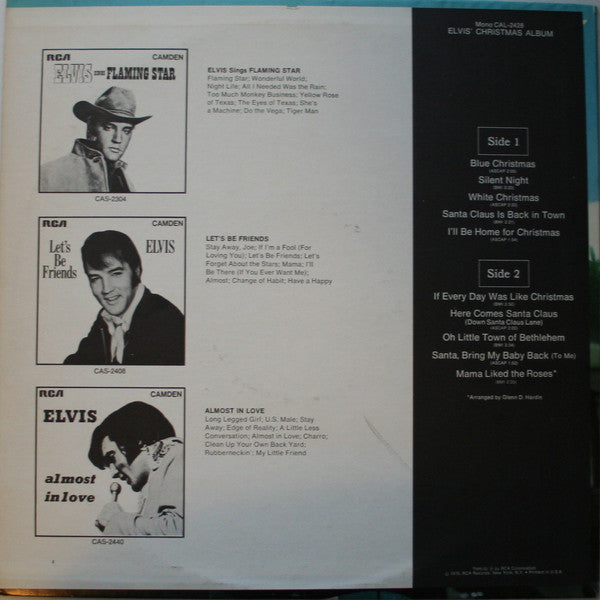 RCA CAMDEN
ELVIS SINGS FLAMING STAR
CAS-2304
ELVIS Sings FLAMING STAR
Flaming Star; Wonderful World;
Night Life; All I Needed Was the Rain;
Too Much Monkey Business; Yellow Rose
of Texas; The Eyes of Texas; She's
a Machine; Do the Vega; Tiger Man
RCA CAMDEN
Let's
Be
Friends
ELVIS
CAS-2408
LET'S BE FRIENDS
Stay Away, Joe; If I'm a Fool (For
Loving You); Let's Be Friends; Let's
Forget About the Stars; Mama; I'll
Be There (If You Ever Want Me);
Almost; Change of Habit; Have a Happy
RCA CAMDEN
ELVIS
almost
in love
CAS-2440
ALMOST IN LOVE
Long Legged Girl; U.S. Male; Stay
Away; Edge of Reality; A Little Less
Conversation; Almost in Love; Charro;
Clean Up Your Own Back Yard;
Rubberneckin'; My Little Friend
Mono CAL-2428
ELVIS' CHRISTMAS ALBUM
Side 1
Blue Christmas
Silent Night
White Christmas
Santa Claus Is Back in Town
I'll Be Home for Christmas
Side 2
If Every Day Was Like Christmas
Here Comes Santa Claus
(Down Santa Claus Lane)
Oh Little Town of Bethlehem
Santa, Bring My Baby Back (To Me)
Mama Liked the Roses*
*Arranged by Glenn D. Hardin
RCA Records, New York, N.Y. • Printed in U.S.A.